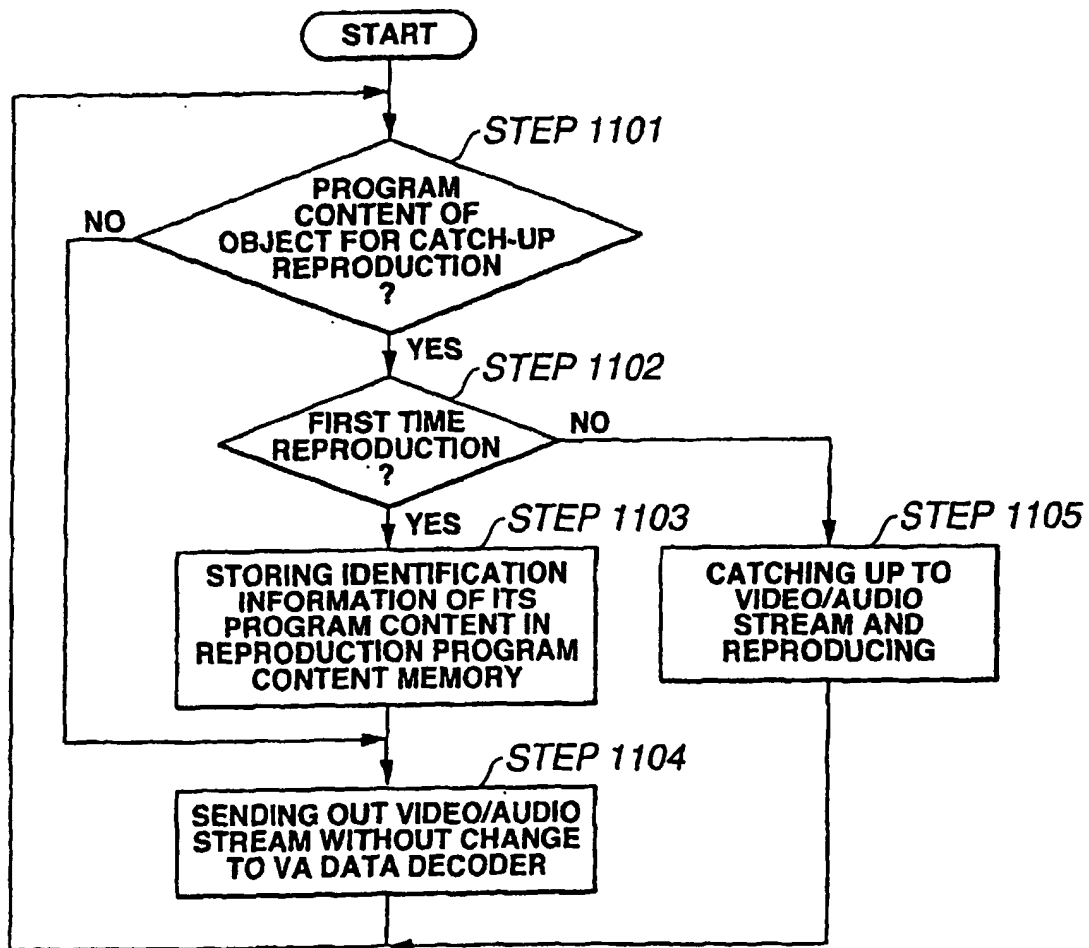 START
STEP 1101
PROGRAM
CONTENT OF
OBJECT FOR CATCH-UP
REPRODUCTION
?
NO
YES
STEP 1102
FIRST TIME
REPRODUCTION
?
NO
YES
STEP 1103
STORING IDENTIFICATION
INFORMATION OF ITS
PROGRAM CONTENT IN
REPRODUCTION PROGRAM
CONTENT MEMORY
STEP 1105
CATCHING UP TO
VIDEO/AUDIO
STREAM AND
REPRODUCING
STEP 1104
SENDING OUT VIDEO/AUDIO
STREAM WITHOUT CHANGE
TO VA DATA DECODER